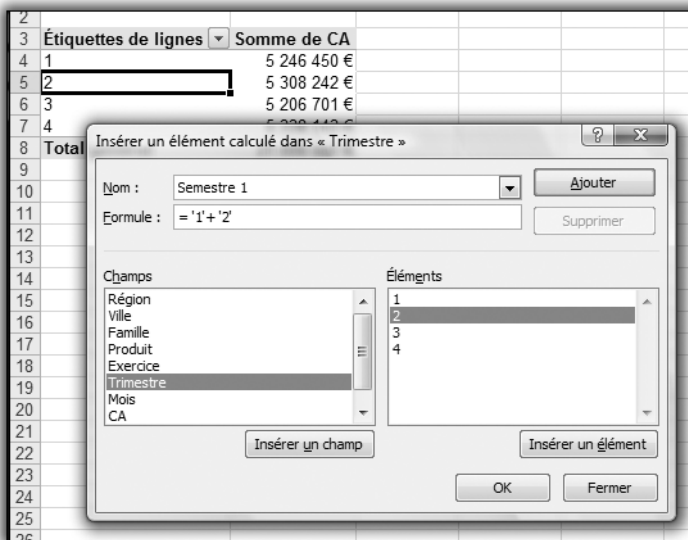 2
3 Étiquettes de lignes Somme de CA
4 1 5 246 450 €
5 2 5 308 242 €
6 3 5 206 701 €
7 4
8 Total
9
10
11
12
13
14
15
16
17
18
19
20
21
22
23
24
25
26
Insérer un élément calculé dans « Trimestre »
Nom : Semestre 1
Ajouter
Formule : = '1'+ '2'
Supprimer
Champs
Région
Ville
Famille
Produit
Exercice
Trimestre
Mois
CA
Insérer un champ
Éléments
1
2
3
4
Insérer un élément
OK Fermer